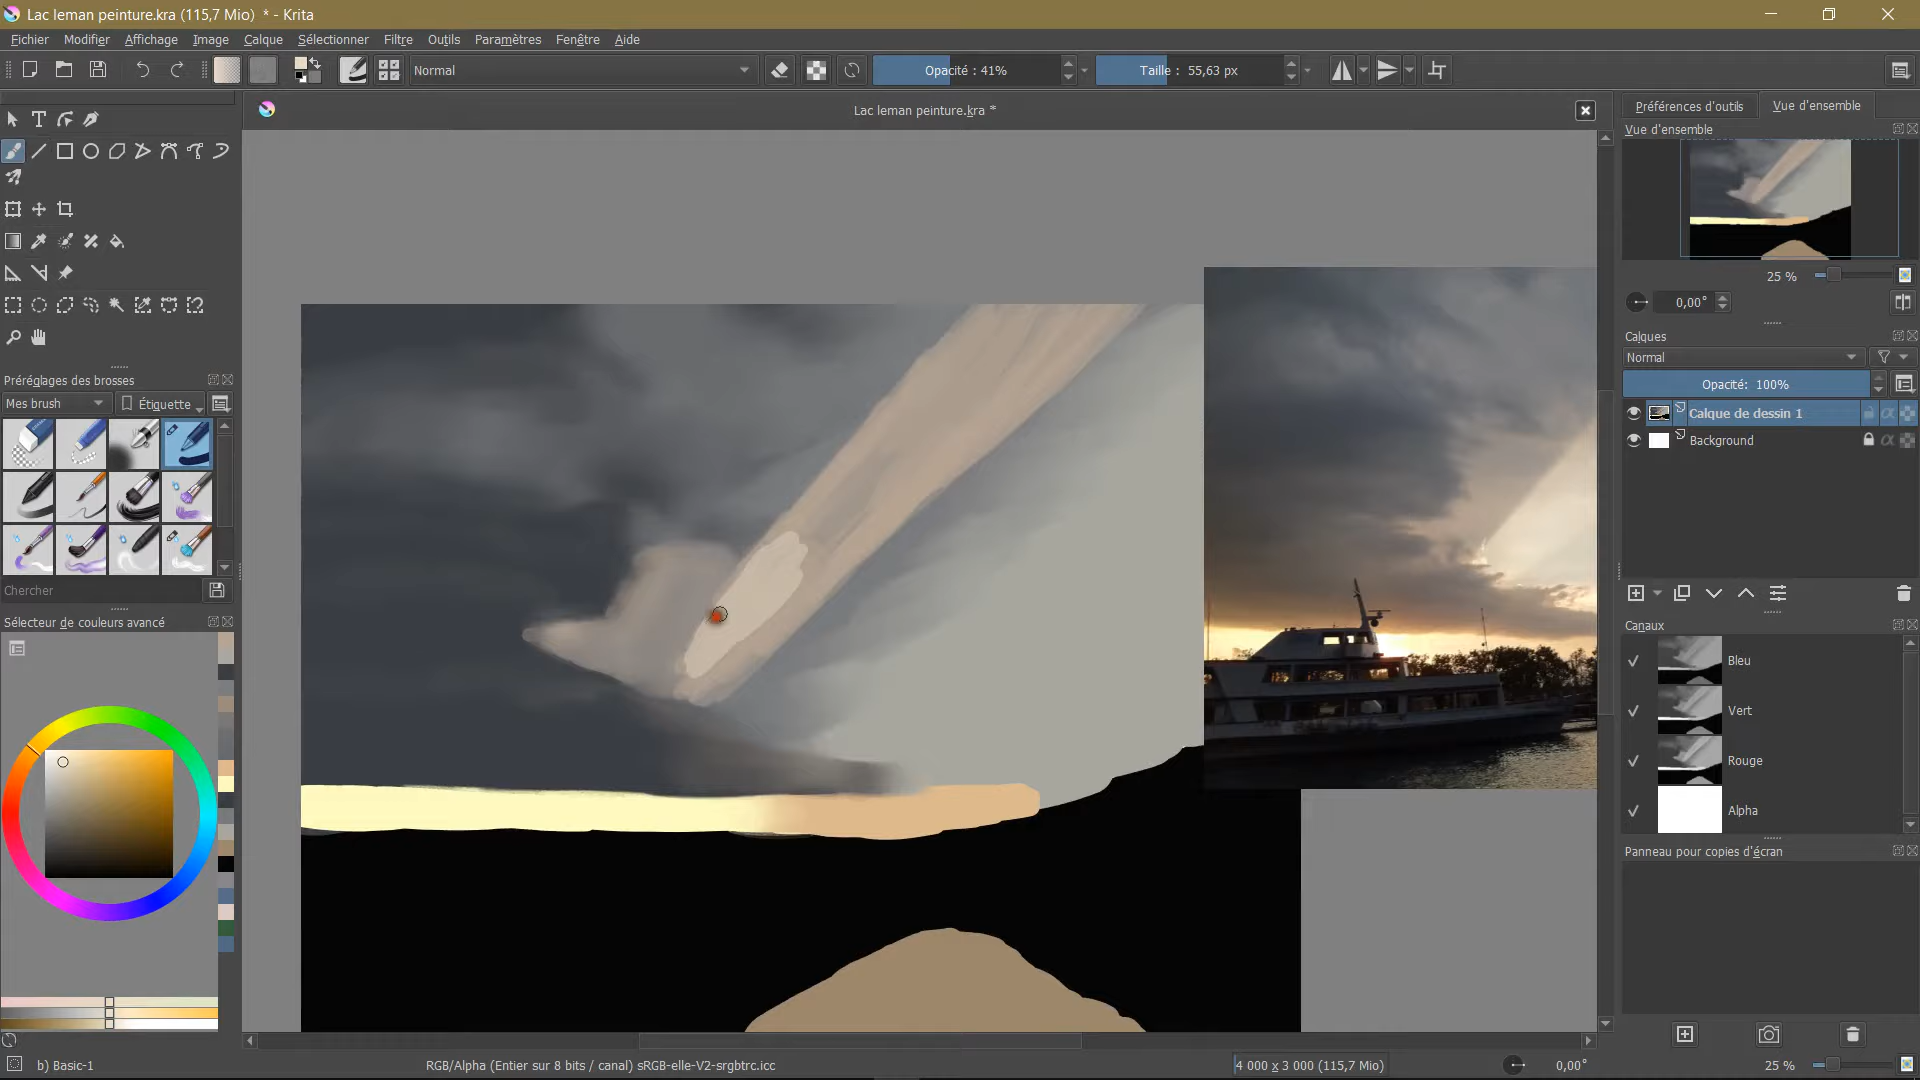 Lac leman peinture.kra (115,7 Mio) * - Krita
Fichier Modifier Affichage Image Calque Sélectionner Filtre Outils Paramètres Fenêtre Aide
Normal Opacité : 41% Taille : 55,63 px
Lac leman peinture.kra *
Préférences d'outils Vue d'ensemble
Vue d'ensemble
25 %
0,00°
Calques
Normal
Opacité: 100%
Calque de dessin 1
Background
Préréglages des brosses
Mes brush Étiquette
Chercher
Sélecteur de couleurs avancé
Canaux
Bleu
Vert
Rouge
Alpha
Panneau pour copies d'écran
b) Basic-1 RGB/Alpha (Entier sur 8 bits / canal) sRGB-elle-V2-srgbtrc.icc 4 000 x 3 000 (115,7 Mio) 0,00° 25 %